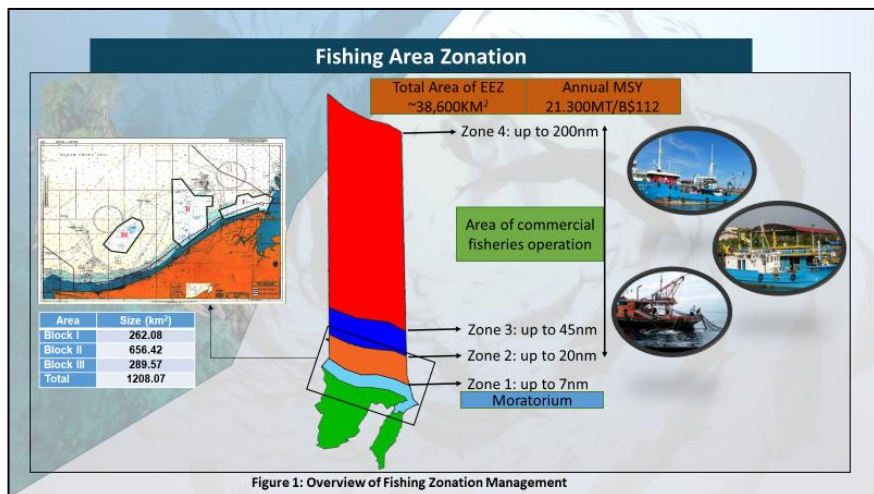 Fishing Area Zonation
Total Area of EEZ
~38,600KM²
Annual MSY
21.300MT/B$112
Zone 4: up to 200nm
Area of commercial
fisheries operation
Area Size (km²)
Block I 262.08
Block II 656.42
Block III 289.57
Total 1208.07
Zone 3: up to 45nm
Zone 2: up to 20nm
Zone 1: up to 7nm
Moratorium
Figure 1: Overview of Fishing Zonation Management